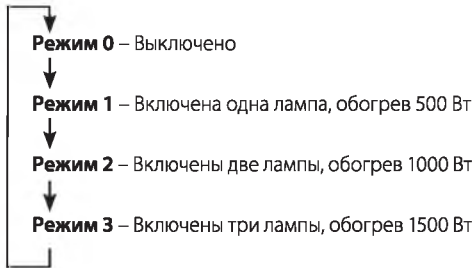 Режим 0 – Выключено
Режим 1 – Включена одна лампа, обогрев 500 Вт
Режим 2 – Включены две лампы, обогрев 1000 Вт
Режим 3 – Включены три лампы, обогрев 1500 Вт